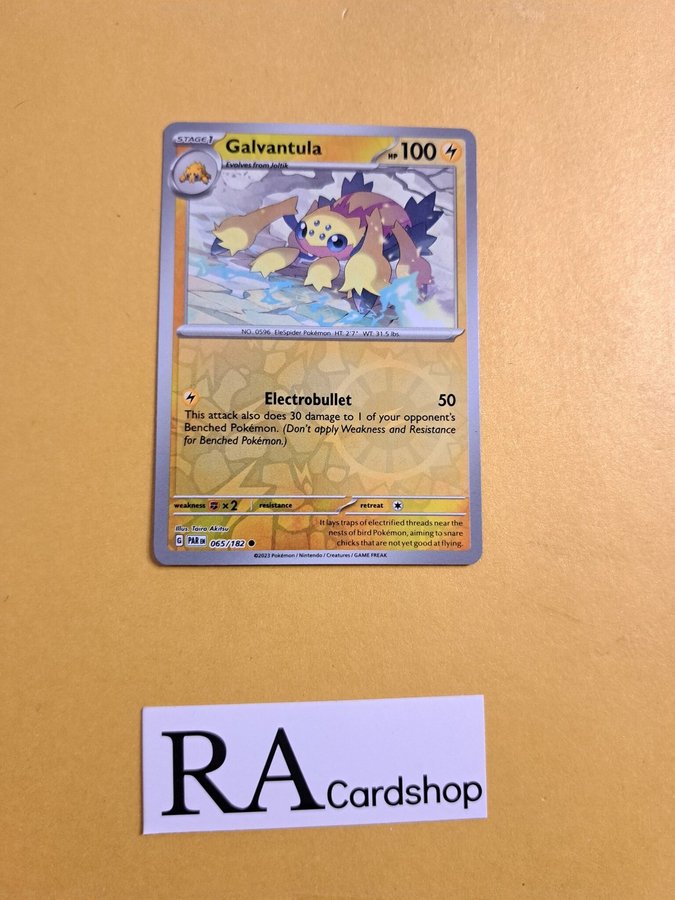 STAGE 1
Galvantula
HP 100
Evolves from Joltik
NO. 0596 EleSpider Pokémon HT: 2'7" WT: 31.5 lbs.
Electrobullet 50
This attack also does 30 damage to 1 of your opponent's
Benched Pokémon. (Don't apply Weakness and Resistance
for Benched Pokémon.)
weakness ×2 resistance retreat
Illus. Taira Akitsu
G PAR EN 065/182
It lays traps of electrified threads near the
nests of bird Pokémon, aiming to snare
chicks that are not yet good at flying.
©2023 Pokémon / Nintendo / Creatures / GAME FREAK
RA Cardshop